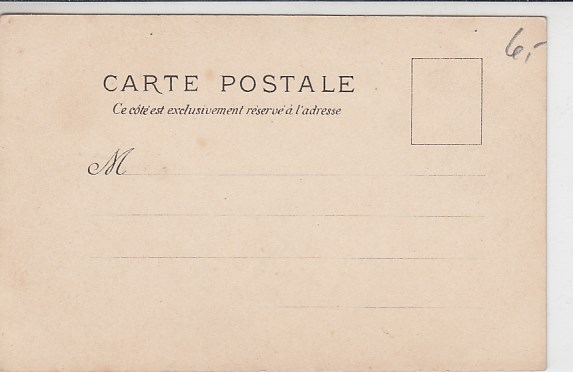 6,-
CARTE POSTALE
Ce côté est exclusivement réservé à l'adresse
M